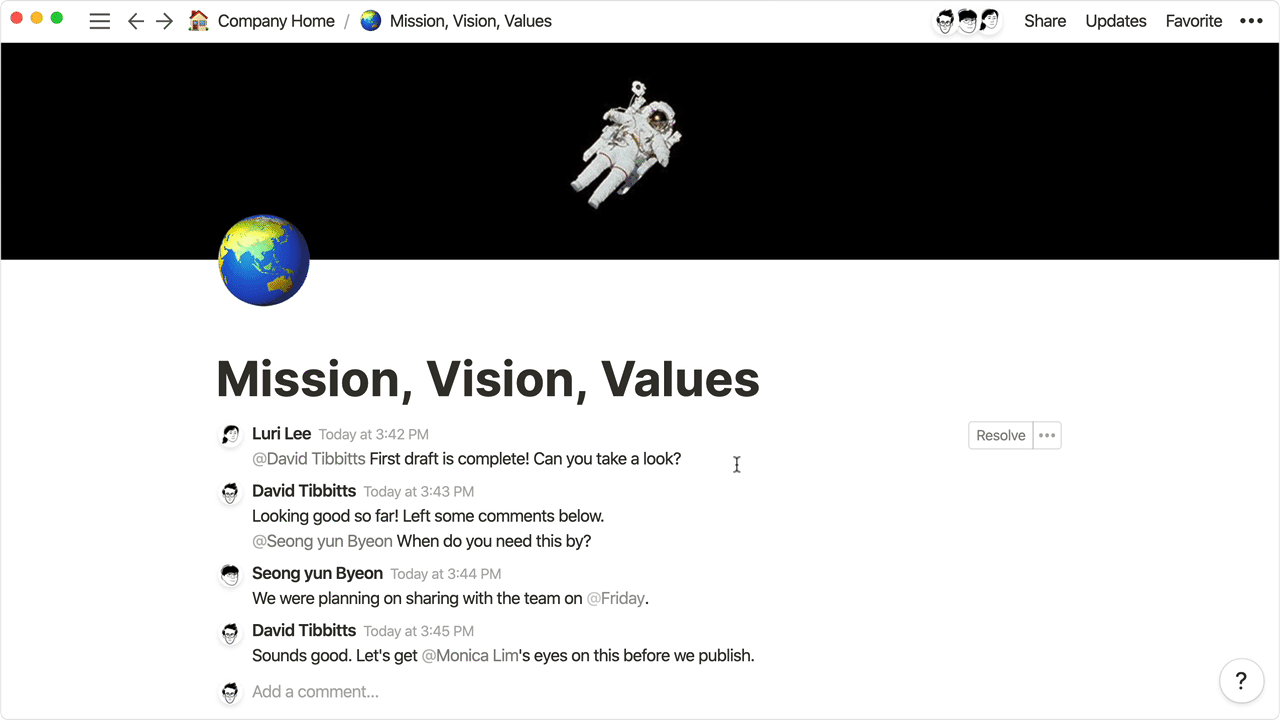 Company Home / Mission, Vision, Values Share Updates Favorite •••
Mission, Vision, Values
Luri Lee Today at 3:42 PM Resolve •••
@David Tibbitts First draft is complete! Can you take a look?
David Tibbitts Today at 3:43 PM
Looking good so far! Left some comments below.
@Seong yun Byeon When do you need this by?
Seong yun Byeon Today at 3:44 PM
We were planning on sharing with the team on @Friday.
David Tibbitts Today at 3:45 PM
Sounds good. Let's get @Monica Lim's eyes on this before we publish.
Add a comment...
?